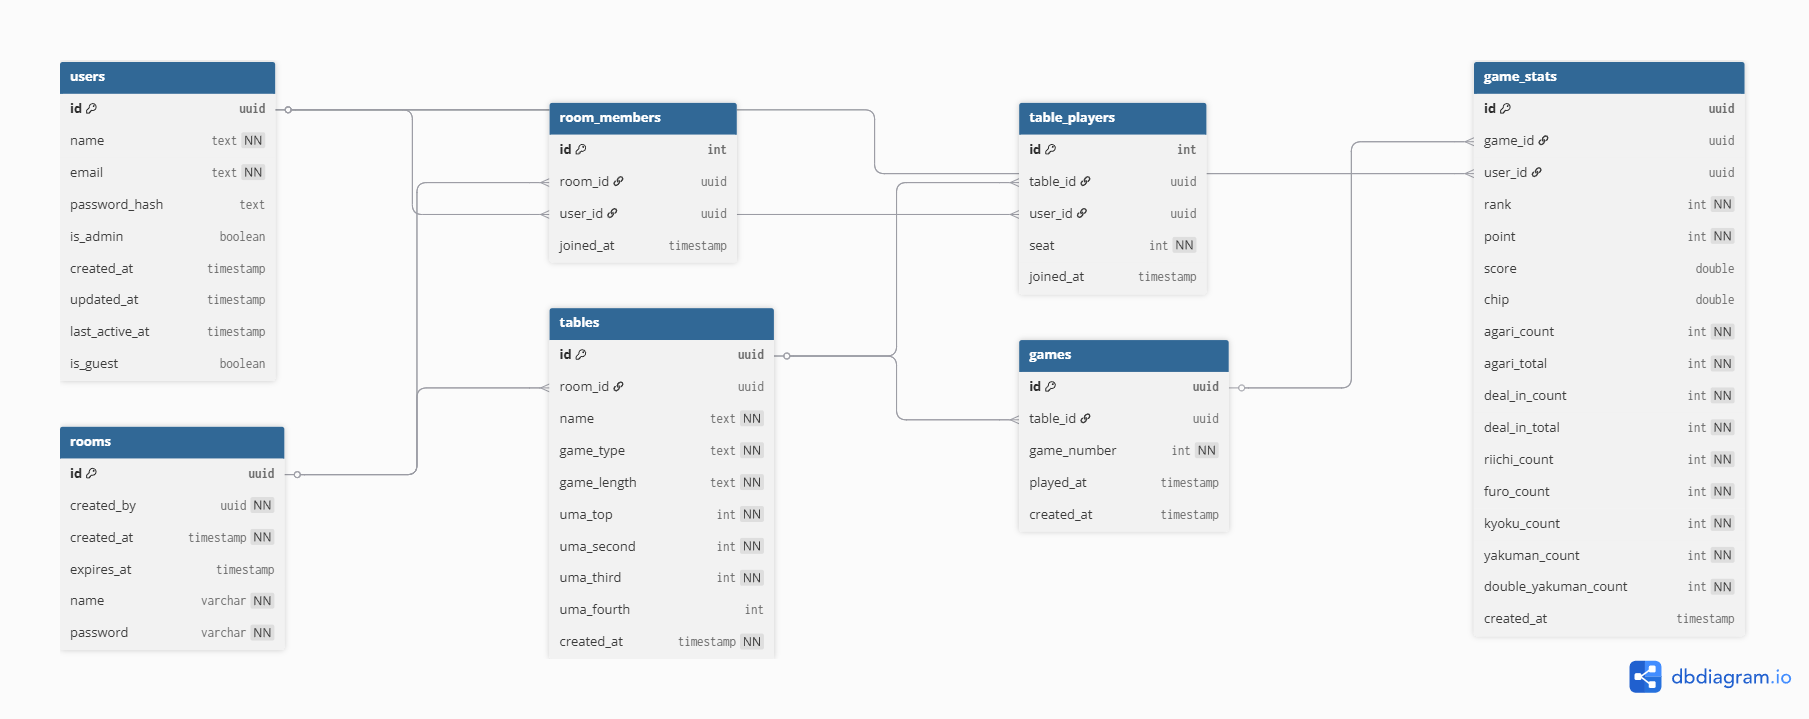 users
id uuid
name text NN
email text NN
password_hash text
is_admin boolean
created_at timestamp
updated_at timestamp
last_active_at timestamp
is_guest boolean
rooms
id uuid
created_by uuid NN
created_at timestamp NN
expires_at timestamp
name varchar NN
password varchar NN
room_members
id int
room_id uuid
user_id uuid
joined_at timestamp
tables
id uuid
room_id uuid
name text NN
game_type text NN
game_length text NN
uma_top int NN
uma_second int NN
uma_third int NN
uma_fourth int
created_at timestamp NN
table_players
id int
table_id uuid
user_id uuid
seat int NN
joined_at timestamp
games
id uuid
table_id uuid
game_number int NN
played_at timestamp
created_at timestamp
game_stats
id uuid
game_id uuid
user_id uuid
rank int NN
point int NN
score double
chip double
agari_count int NN
agari_total int NN
deal_in_count int NN
deal_in_total int NN
riichi_count int NN
furo_count int NN
kyoku_count int NN
yakuman_count int NN
double_yakuman_count int NN
created_at timestamp
dbdiagram.io